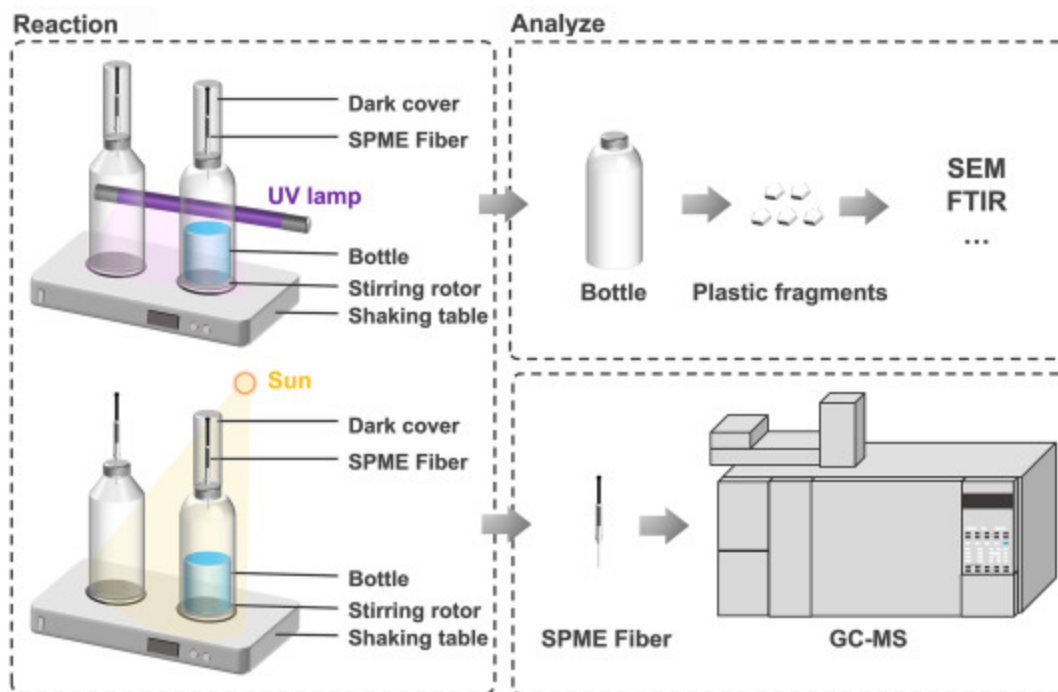 Reaction
Dark cover
SPME Fiber
UV lamp
Bottle
Stirring rotor
Shaking table
Sun
Dark cover
SPME Fiber
Bottle
Stirring rotor
Shaking table
Analyze
SEM
FTIR
...
Bottle
Plastic fragments
SPME Fiber
GC-MS